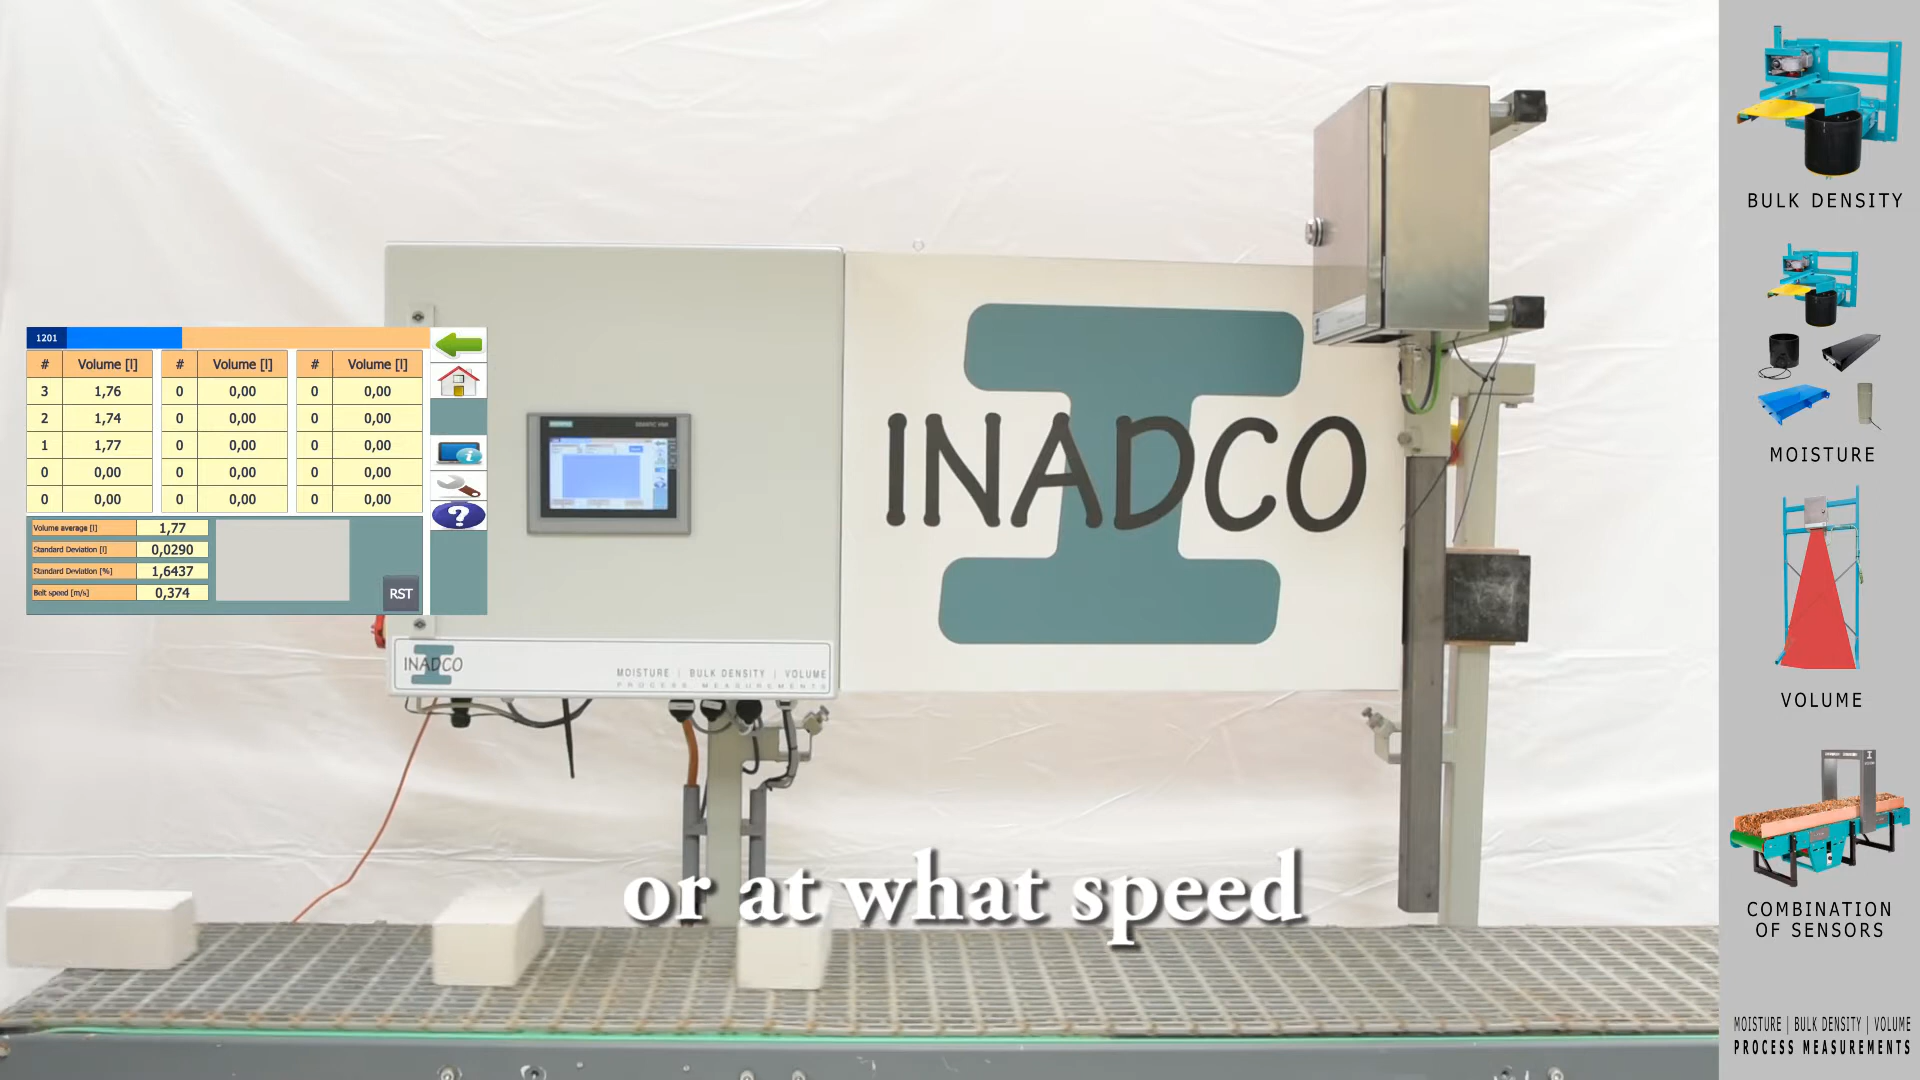 1201
# Volume [l] # Volume [l] # Volume [l]
3 1,76 0 0,00 0 0,00
2 1,74 0 0,00 0 0,00
1 1,77 0 0,00 0 0,00
0 0,00 0 0,00 0 0,00
0 0,00 0 0,00 0 0,00
Volume average [l] 1,77
Standard Deviation [l] 0,0290
Standard Deviation [%] 1,6437
Belt speed [m/s] 0,374
RST
?
INADCO
INADCO
MOISTURE | BULK DENSITY | VOLUME
PROCESS MEASUREMENTS
or at what speed
BULK DENSITY
MOISTURE
VOLUME
COMBINATION
OF SENSORS
MOISTURE | BULK DENSITY | VOLUME
PROCESS MEASUREMENTS